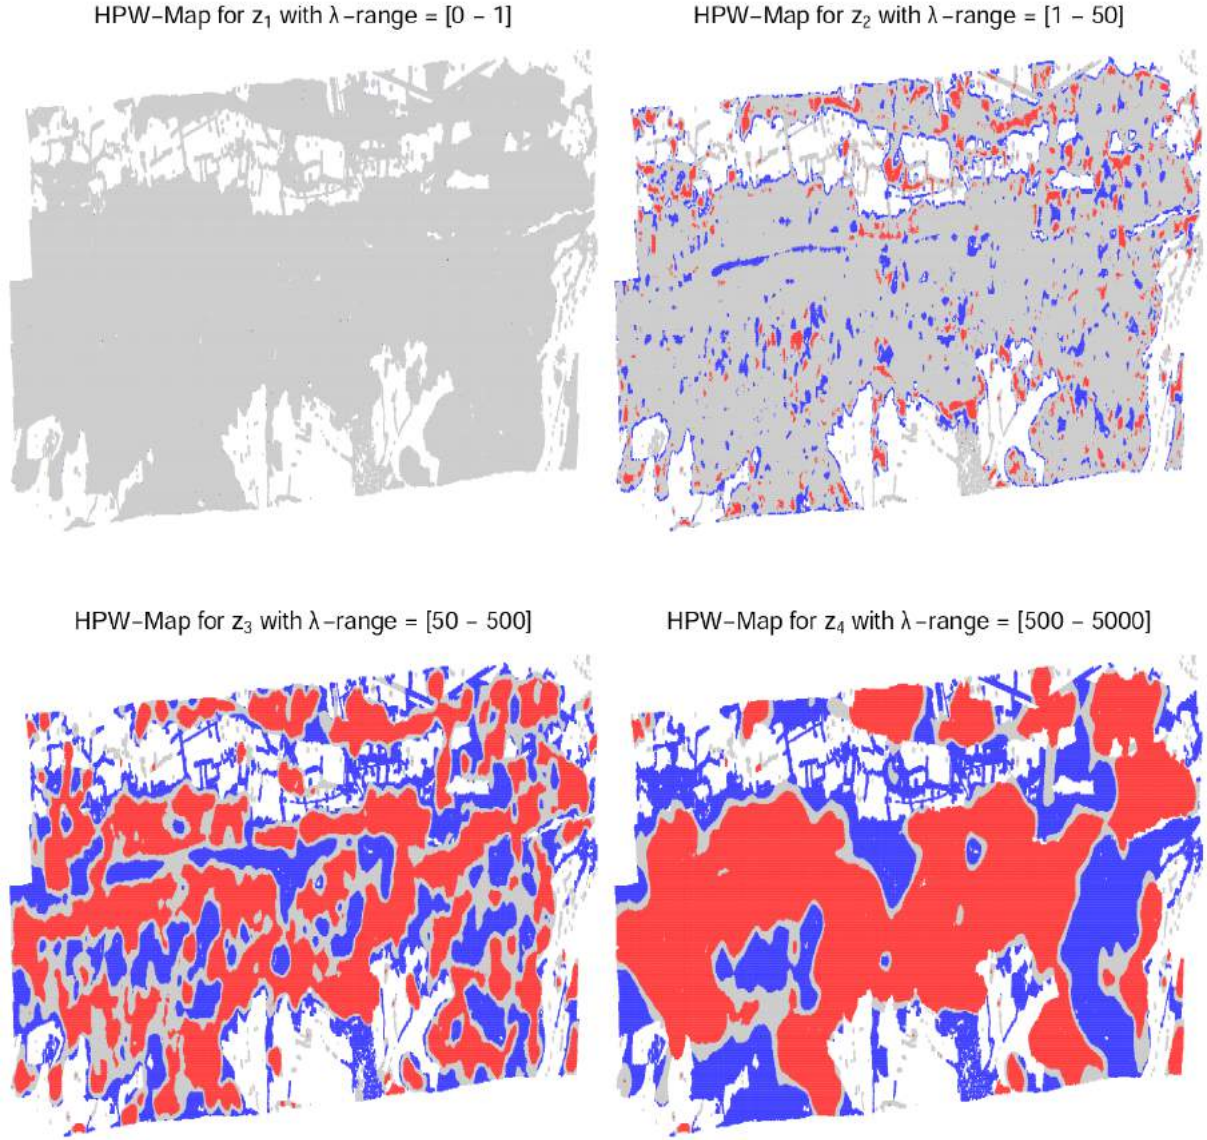 HPW–Map for z₁ with λ–range = [0 – 1]
HPW–Map for z₂ with λ–range = [1 – 50]
HPW–Map for z₃ with λ–range = [50 – 500]
HPW–Map for z₄ with λ–range = [500 – 5000]